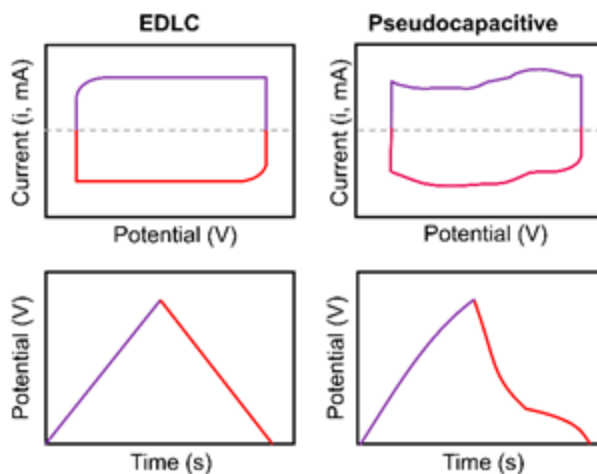 EDLC
Pseudocapacitive
Current (i, mA)
Potential (V)
Current (i, mA)
Potential (V)
Potential (V)
Time (s)
Potential (V)
Time (s)